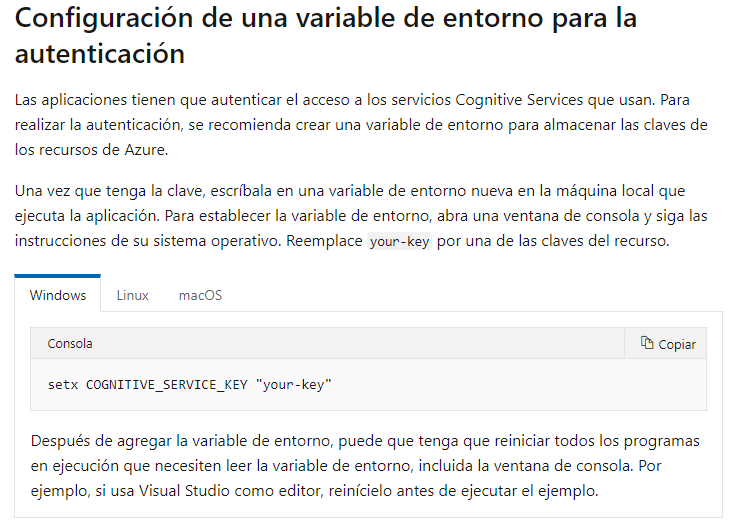 Configuración de una variable de entorno para la
autenticación
Las aplicaciones tienen que autenticar el acceso a los servicios Cognitive Services que usan. Para
realizar la autenticación, se recomienda crear una variable de entorno para almacenar las claves de
los recursos de Azure.
Una vez que tenga la clave, escríbala en una variable de entorno nueva en la máquina local que
ejecuta la aplicación. Para establecer la variable de entorno, abra una ventana de consola y siga las
instrucciones de su sistema operativo. Reemplace your-key por una de las claves del recurso.
Windows Linux macOS
Consola Copiar
setx COGNITIVE_SERVICE_KEY "your-key"
Después de agregar la variable de entorno, puede que tenga que reiniciar todos los programas
en ejecución que necesiten leer la variable de entorno, incluida la ventana de consola. Por
ejemplo, si usa Visual Studio como editor, reinícielo antes de ejecutar el ejemplo.